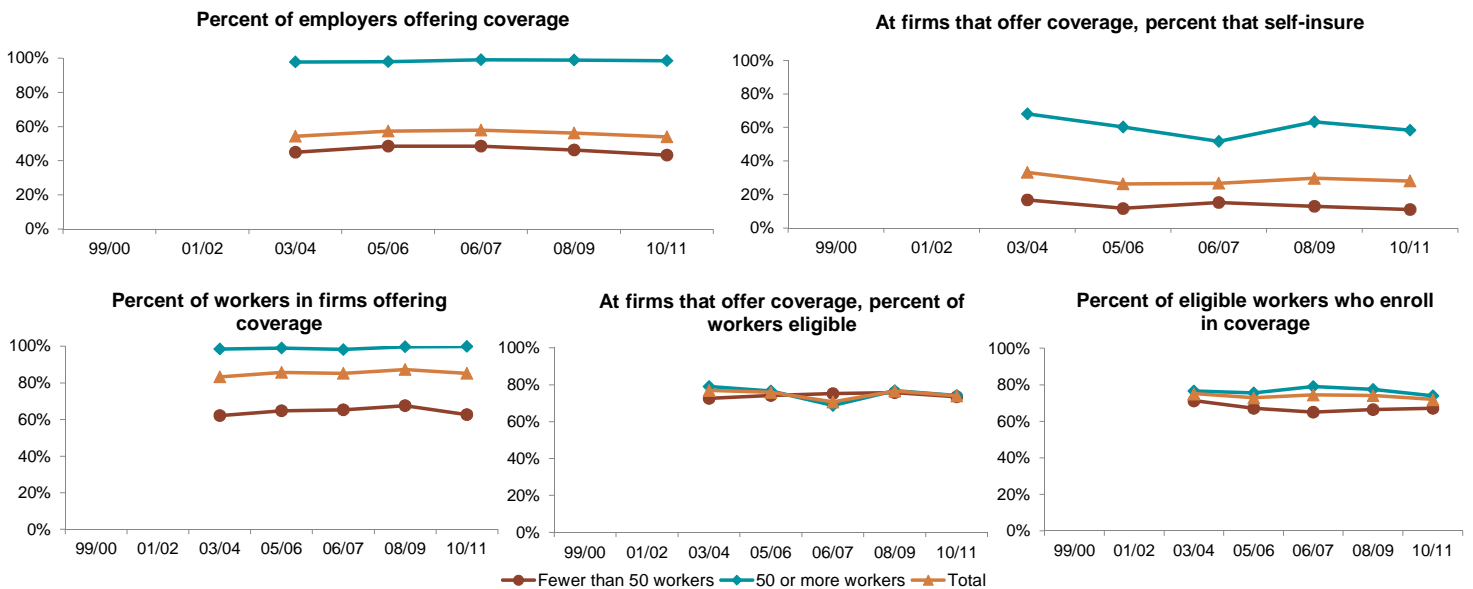 Percent of employers offering coverage
100%
80%
60%
40%
20%
0%
99/00 01/02 03/04 05/06 06/07 08/09 10/11
At firms that offer coverage, percent that self-insure
100%
80%
60%
40%
20%
0%
99/00 01/02 03/04 05/06 06/07 08/09 10/11
Percent of workers in firms offering
coverage
100%
80%
60%
40%
20%
0%
99/00 01/02 03/04 05/06 06/07 08/09 10/11
At firms that offer coverage, percent of
workers eligible
100%
80%
60%
40%
20%
0%
99/00 01/02 03/04 05/06 06/07 08/09 10/11
Percent of eligible workers who enroll
in coverage
100%
80%
60%
40%
20%
0%
99/00 01/02 03/04 05/06 06/07 08/09 10/11
Fewer than 50 workers 50 or more workers Total